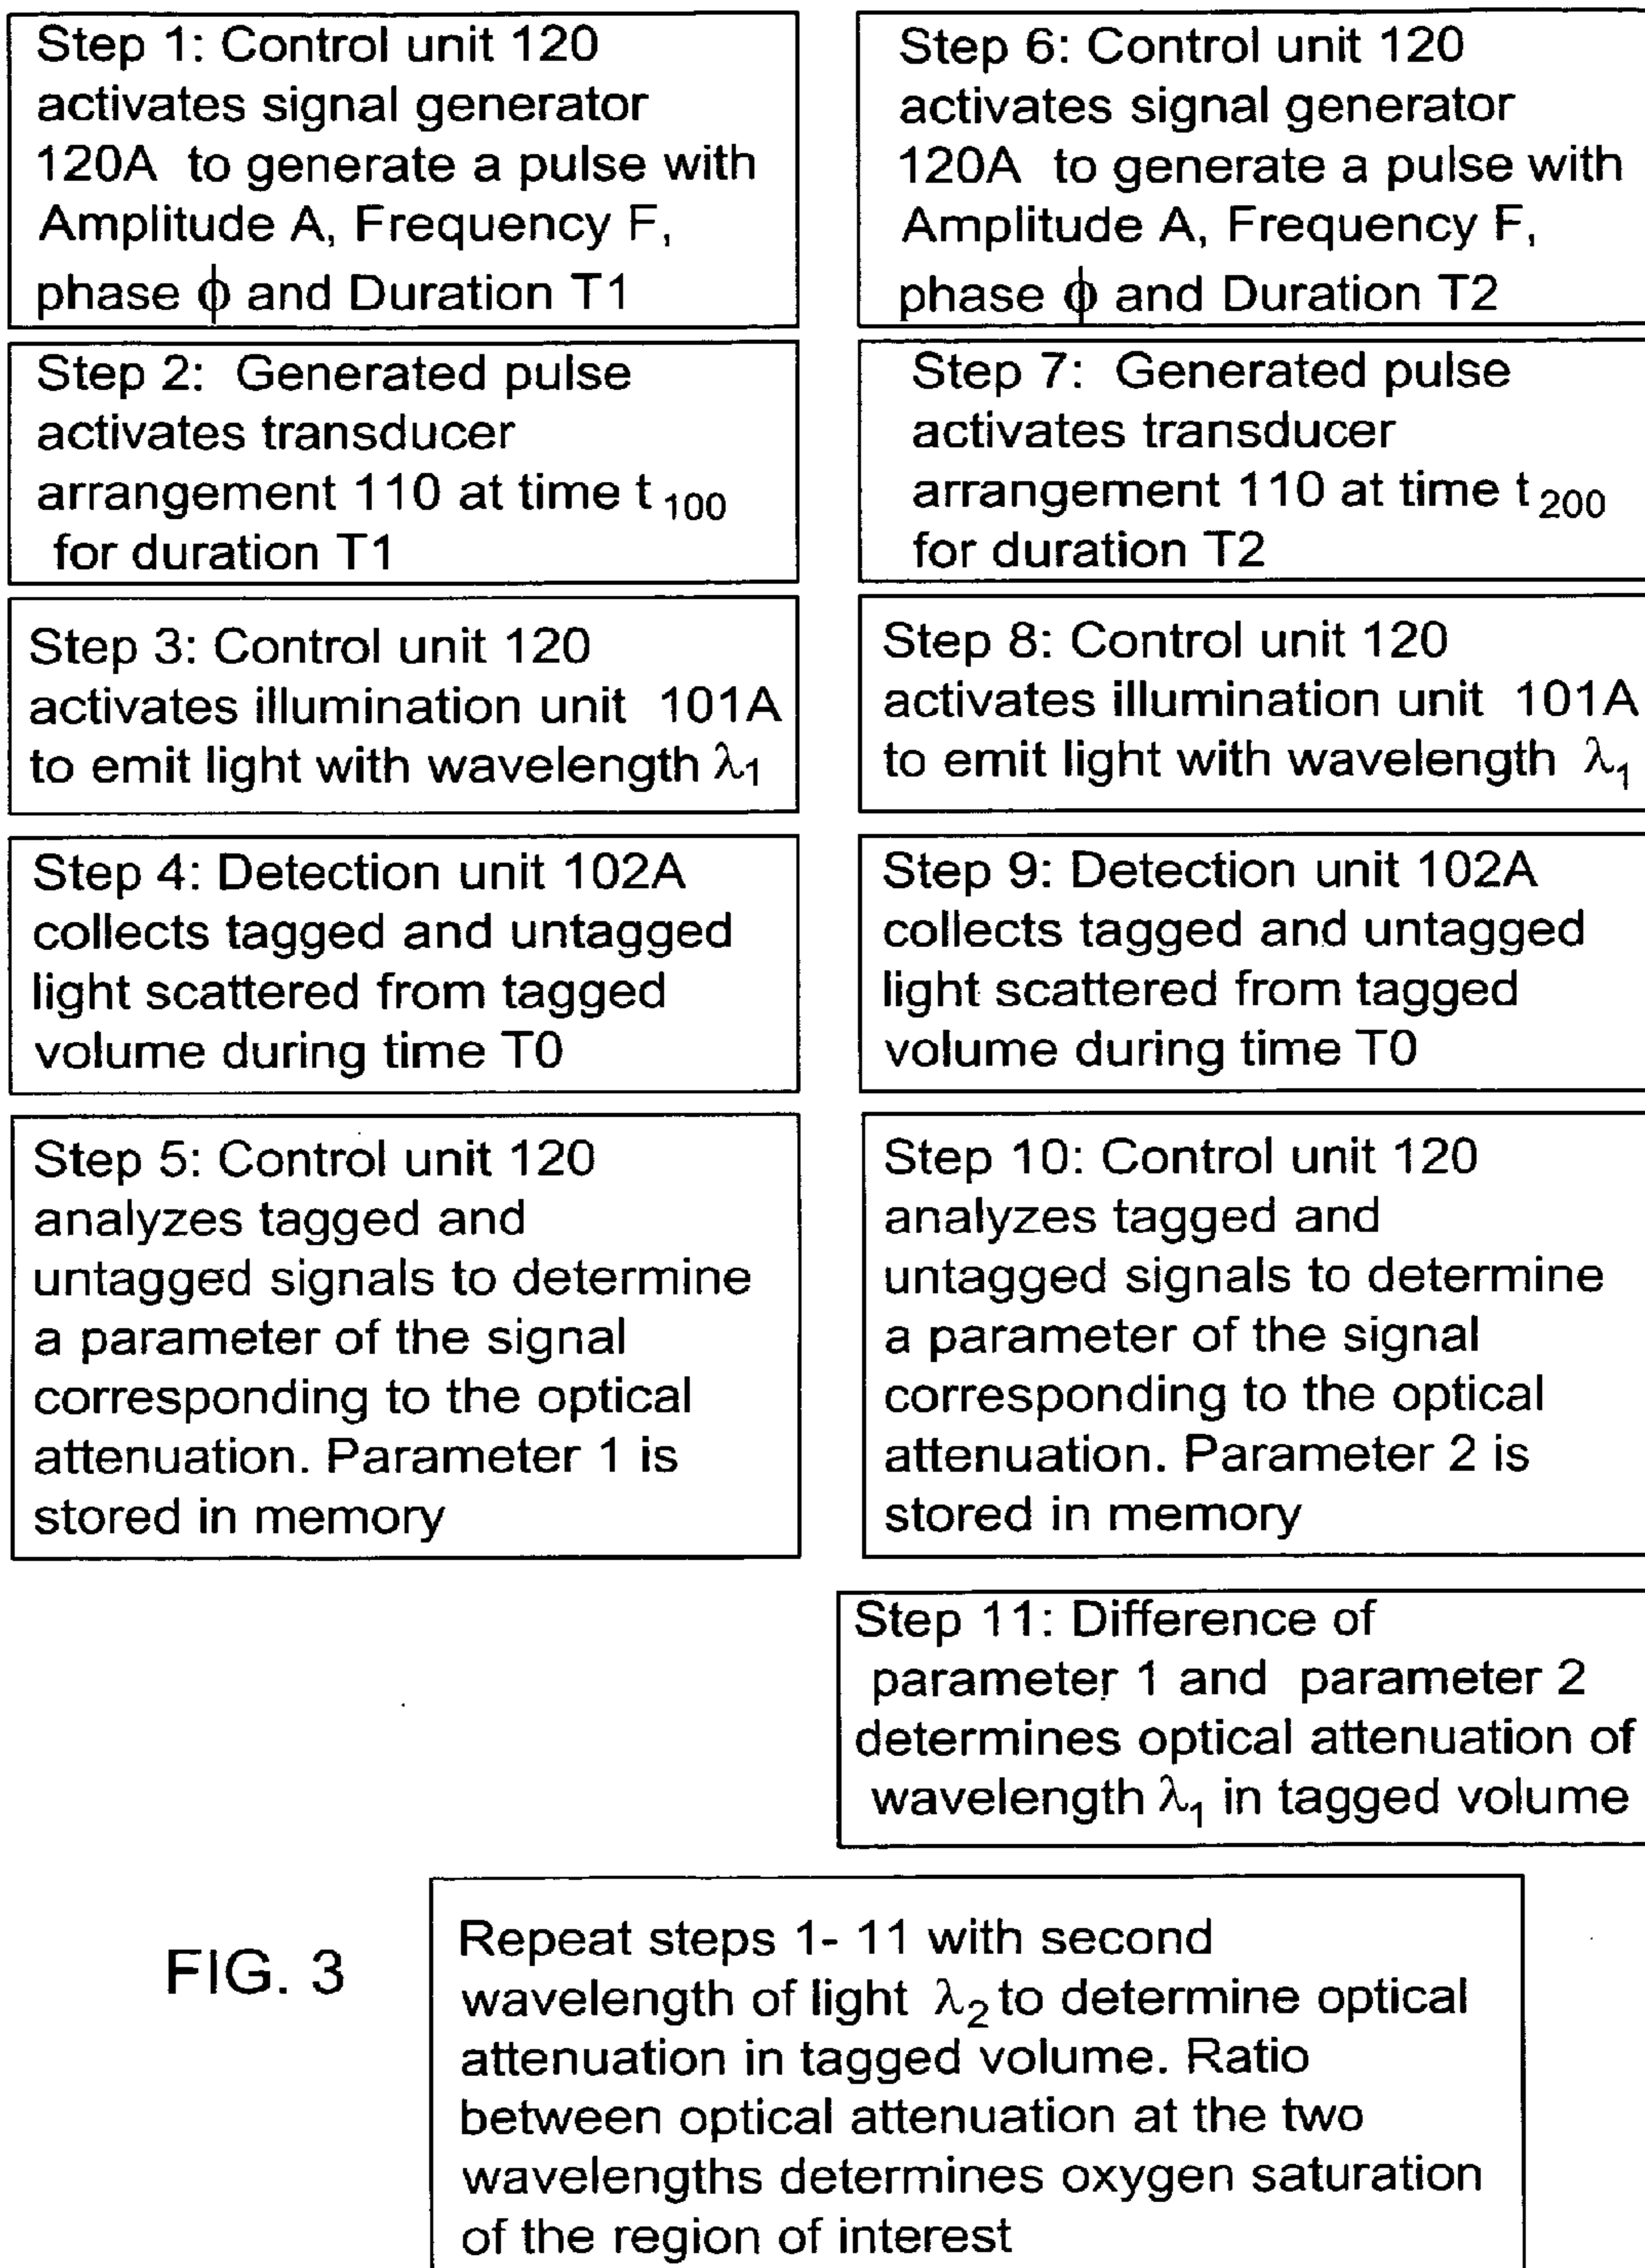 Step 1: Control unit 120
activates signal generator
120A to generate a pulse with
Amplitude A, Frequency F,
phase ϕ and Duration T1
Step 2: Generated pulse
activates transducer
arrangement 110 at time t₁₀₀
for duration T1
Step 3: Control unit 120
activates illumination unit 101A
to emit light with wavelength λ₁
Step 4: Detection unit 102A
collects tagged and untagged
light scattered from tagged
volume during time T0
Step 5: Control unit 120
analyzes tagged and
untagged signals to determine
a parameter of the signal
corresponding to the optical
attenuation. Parameter 1 is
stored in memory
Step 6: Control unit 120
activates signal generator
120A to generate a pulse with
Amplitude A, Frequency F,
phase ϕ and Duration T2
Step 7: Generated pulse
activates transducer
arrangement 110 at time t₂₀₀
for duration T2
Step 8: Control unit 120
activates illumination unit 101A
to emit light with wavelength λ₁
Step 9: Detection unit 102A
collects tagged and untagged
light scattered from tagged
volume during time T0
Step 10: Control unit 120
analyzes tagged and
untagged signals to determine
a parameter of the signal
corresponding to the optical
attenuation. Parameter 2 is
stored in memory
Step 11: Difference of
parameter 1 and parameter 2
determines optical attenuation of
wavelength λ₁ in tagged volume
FIG. 3
Repeat steps 1- 11 with second
wavelength of light λ₂ to determine optical
attenuation in tagged volume. Ratio
between optical attenuation at the two
wavelengths determines oxygen saturation
of the region of interest